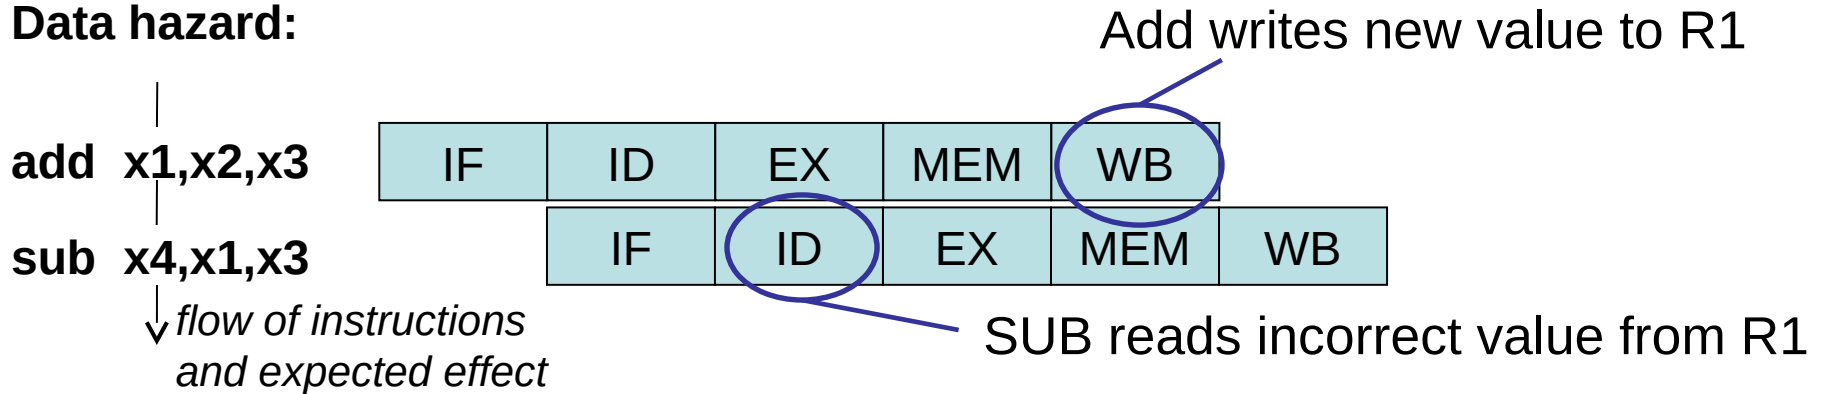 Data hazard:
Add writes new value to R1
add x1,x2,x3
IF ID EX MEM WB
sub x4,x1,x3
IF ID EX MEM WB
flow of instructions
and expected effect
SUB reads incorrect value from R1